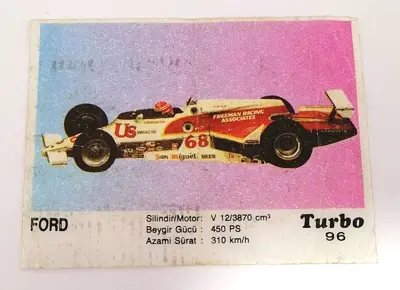 FREEMAN RACING
ASSOCIATES
US
MAGAZINE
68
San Miguel BEER
FORD
Silindir/Motor: V 12/3870 cm³
Beygir Gücü : 450 PS
Azami Sürat : 310 km/h
Turbo
96